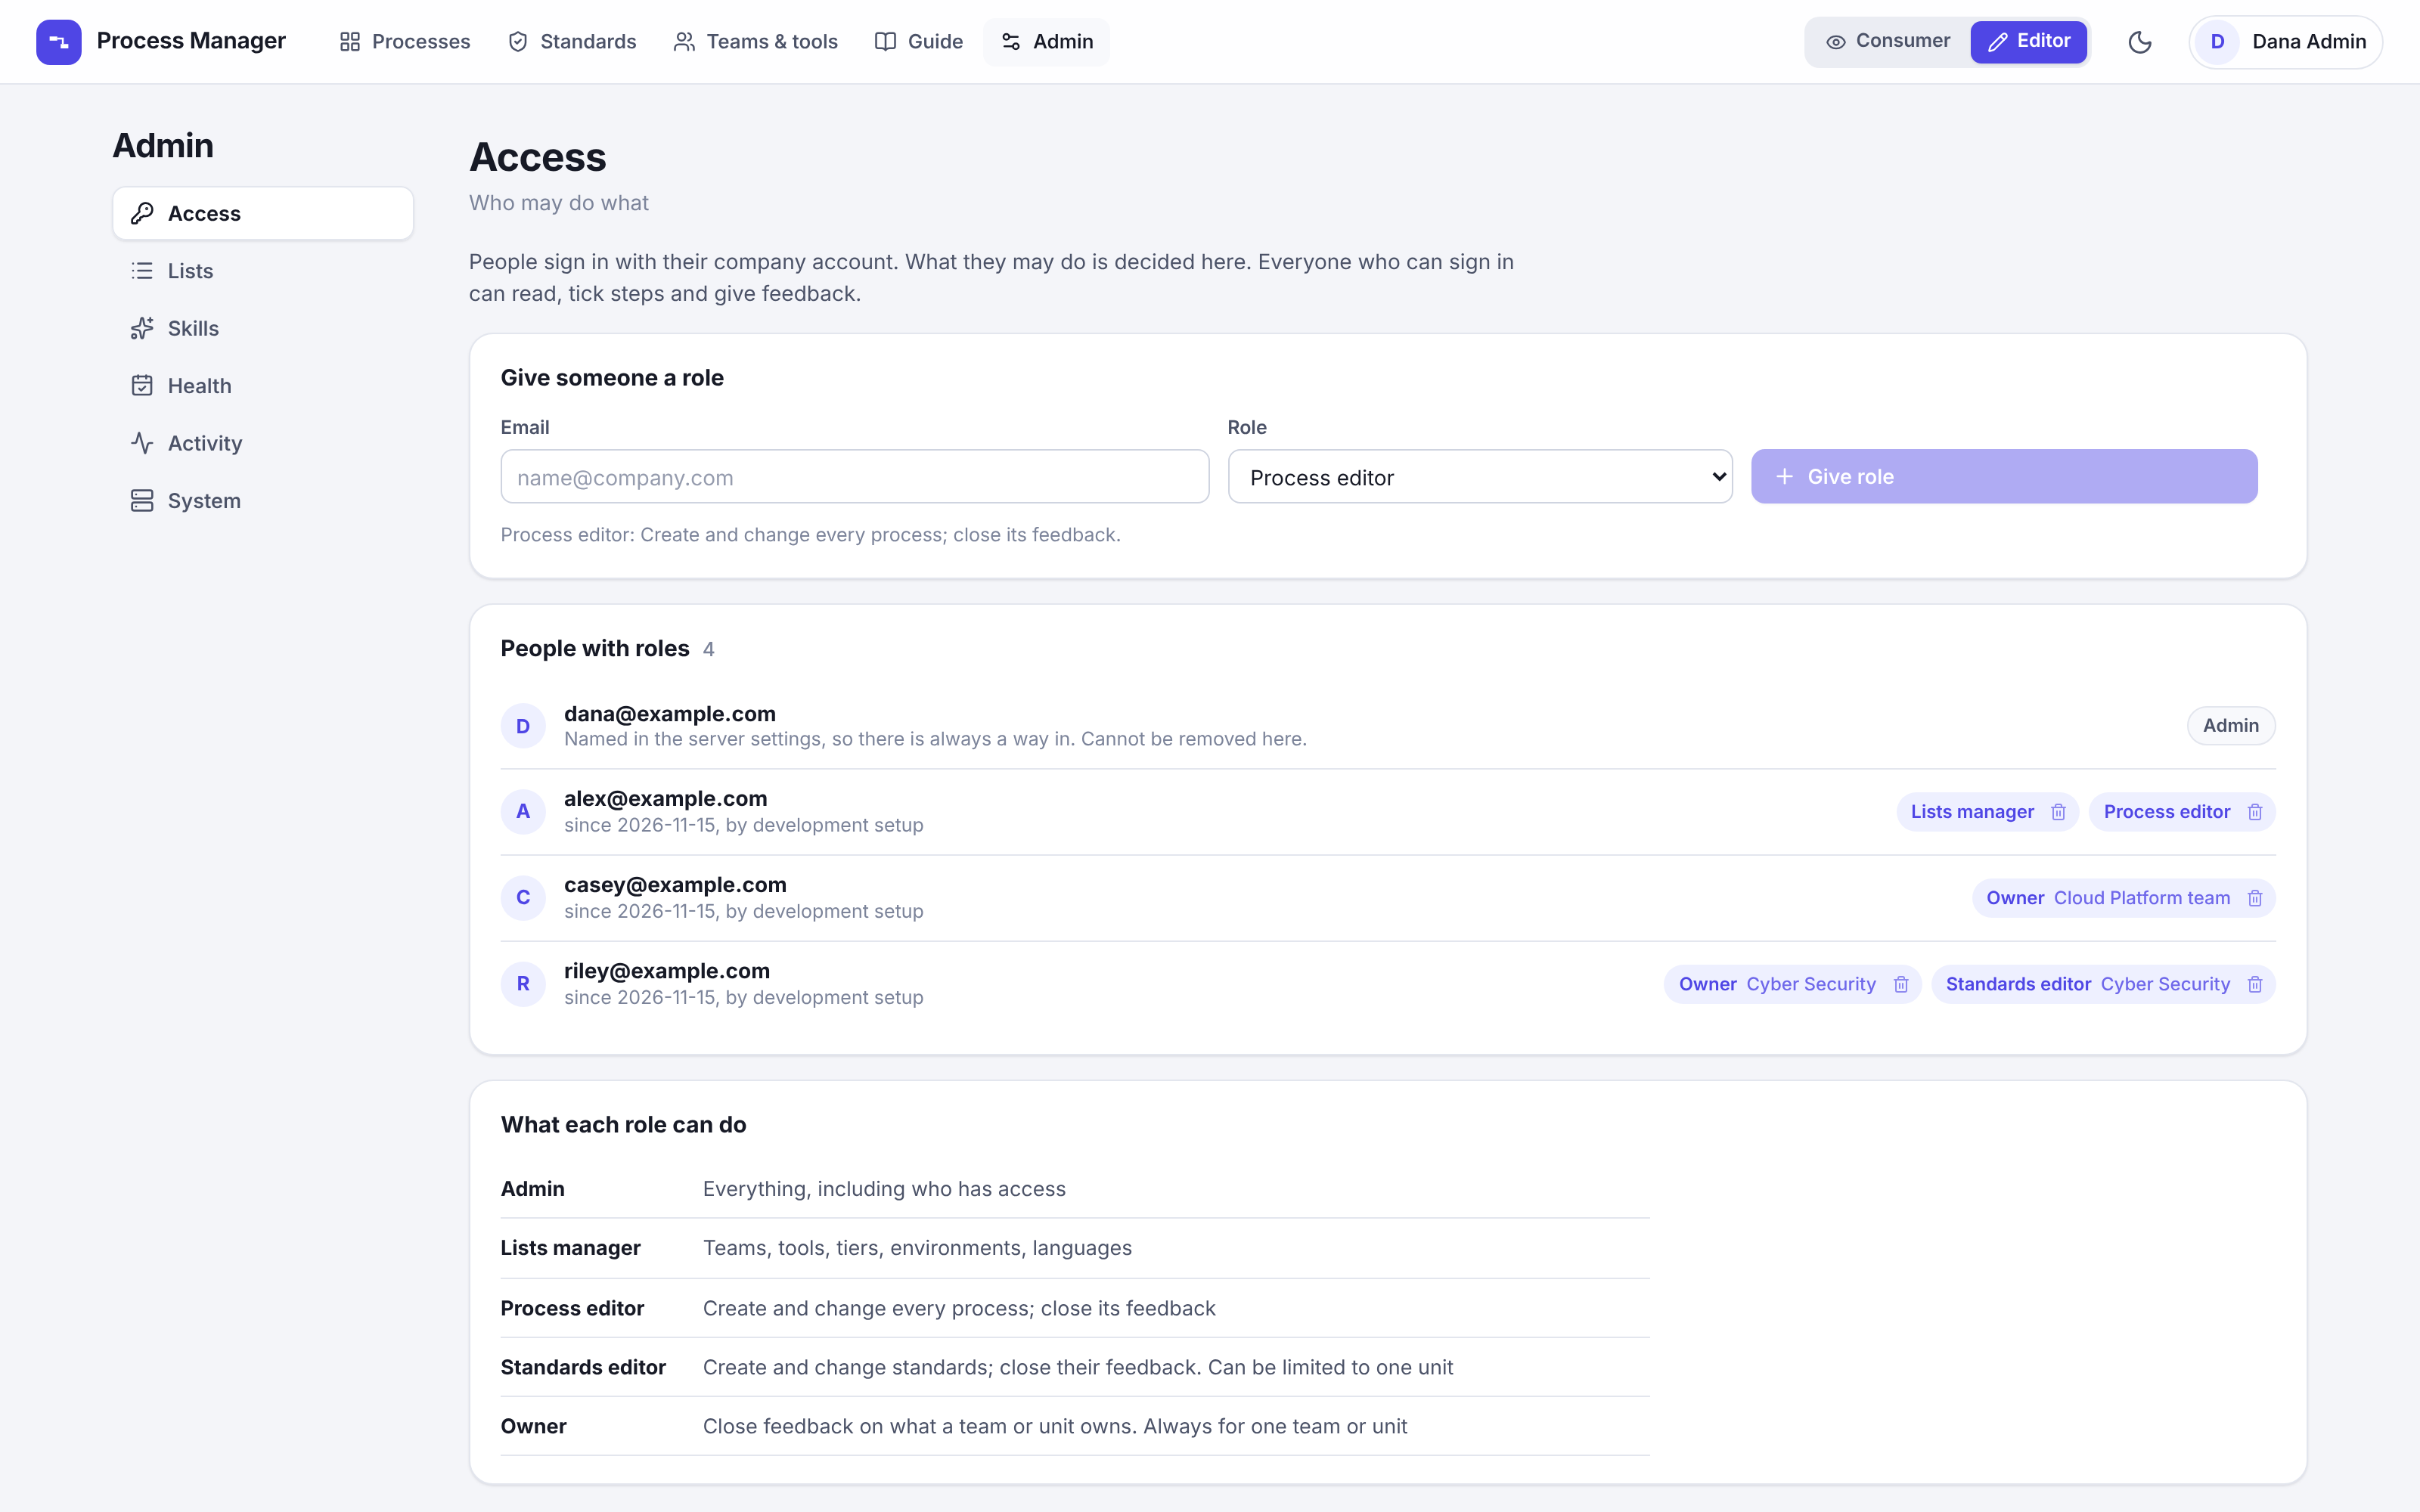 Process Manager
Processes
Standards
Teams & tools
Guide
Admin
Consumer
Editor
D
Dana Admin
Admin
Access
Lists
Skills
Health
Activity
System
Access
Who may do what
People sign in with their company account. What they may do is decided here. Everyone who can sign in
can read, tick steps and give feedback.
Give someone a role
Email
Role
name@company.com
Process editor
Give role
Process editor: Create and change every process; close its feedback.
People with roles 4
D
dana@example.com
Named in the server settings, so there is always a way in. Cannot be removed here.
Admin
A
alex@example.com
since 2026-11-15, by development setup
Lists manager
Process editor
C
casey@example.com
since 2026-11-15, by development setup
Owner Cloud Platform team
R
riley@example.com
since 2026-11-15, by development setup
Owner Cyber Security
Standards editor Cyber Security
What each role can do
Admin Everything, including who has access
Lists manager Teams, tools, tiers, environments, languages
Process editor Create and change every process; close its feedback
Standards editor Create and change standards; close their feedback. Can be limited to one unit
Owner Close feedback on what a team or unit owns. Always for one team or unit